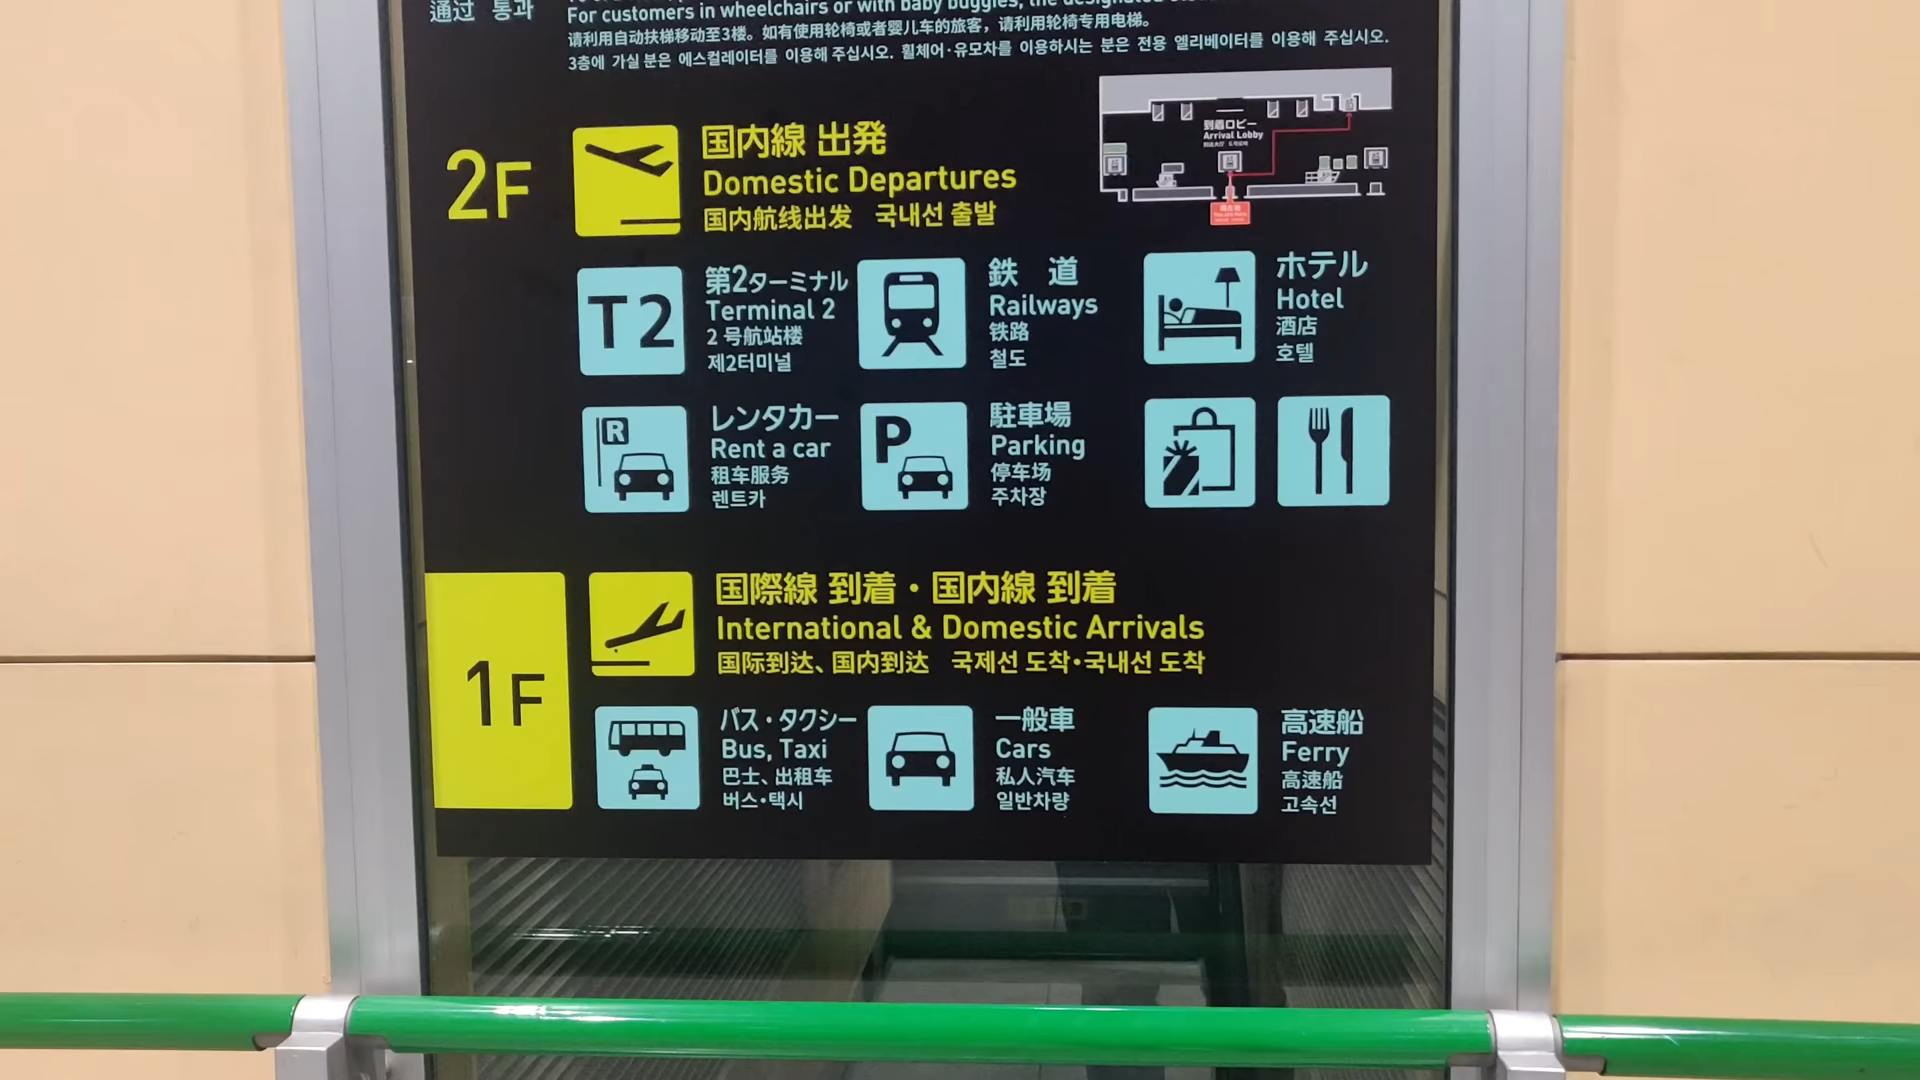 通过 통과
For customers in wheelchairs or with baby buggies, the designated
请利用自动扶梯移动至3楼。如有使用轮椅或者婴儿车的旅客，请利用轮椅专用电梯。
3층에 가실 분은 에스컬레이터를 이용해 주십시오. 휠체어·유모차를 이용하시는 분은 전용 엘리베이터를 이용해 주십시오.
到着ロビー
Arrival Lobby
2F
国内線 出発
Domestic Departures
国内航线出发 국내선 출발
T2
第2ターミナル
Terminal 2
2 号航站楼
제2터미널
鉄 道
Railways
铁路
철도
ホテル
Hotel
酒店
호텔
R
レンタカー
Rent a car
租车服务
렌트카
P
駐車場
Parking
停车场
주차장
1F
国際線 到着・国内線 到着
International & Domestic Arrivals
国际到达、国内到达 국제선 도착·국내선 도착
バス・タクシー
Bus, Taxi
巴士、出租车
버스·택시
一般車
Cars
私人汽车
일반차량
高速船
Ferry
高速船
고속선